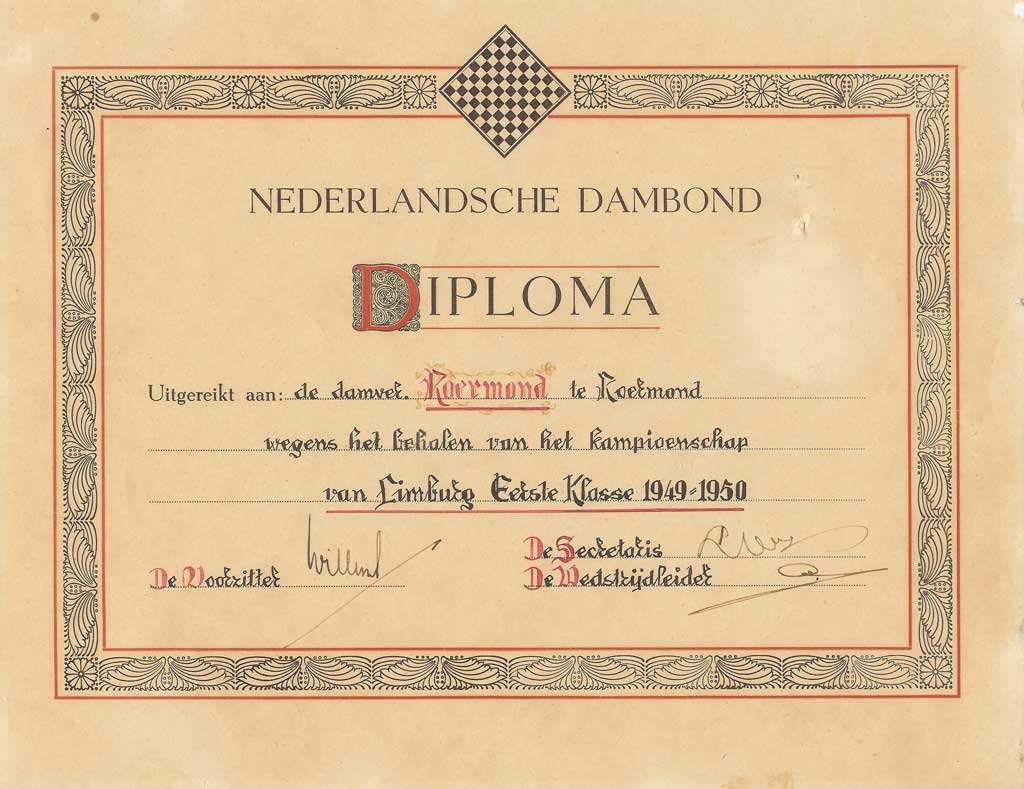 NEDERLANDSCHE DAMBOND
DIPLOMA
Uitgereikt aan: de damver. Roermond te Roermond
wegens het behalen van het kampioenschap
van Limburg Eerste Klasse 1949-1950
De Voorzitter
De Secretaris
De Wedstrijdleider